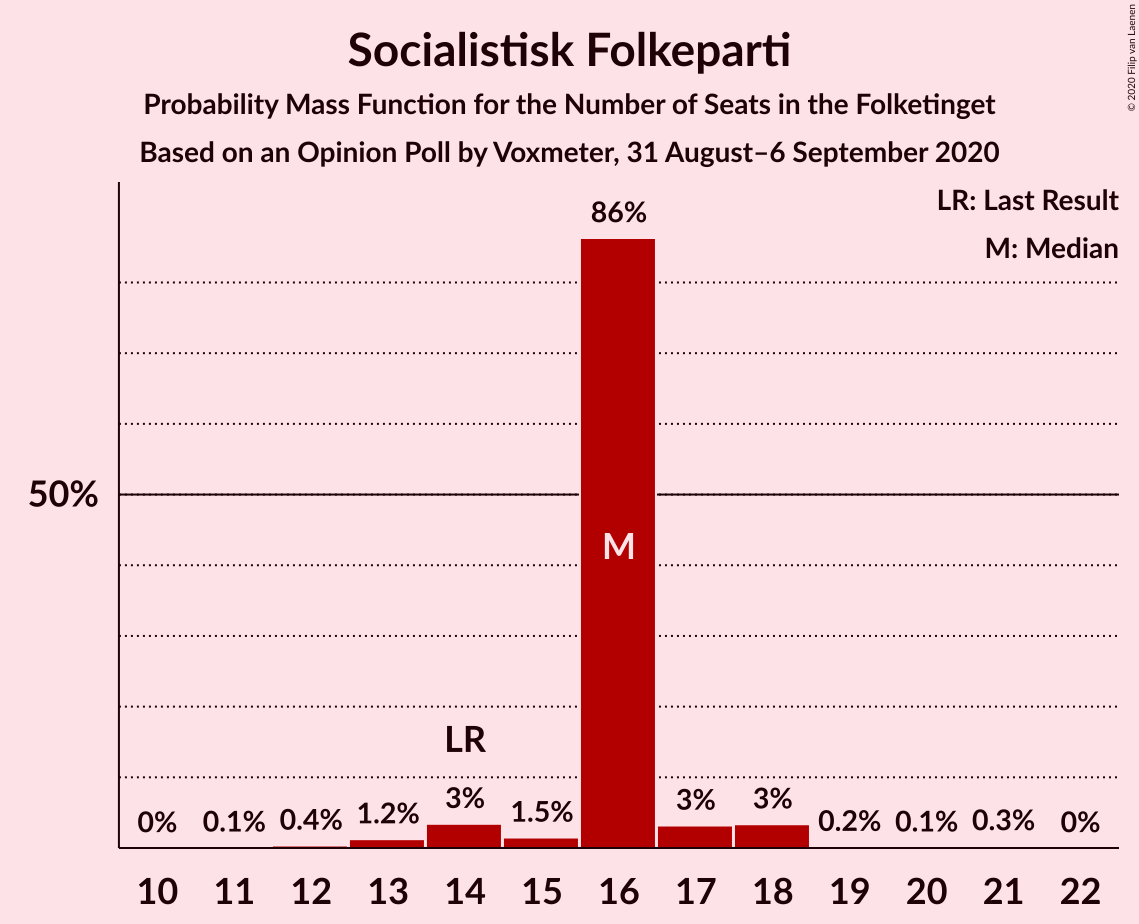 Socialistisk Folkeparti
Probability Mass Function for the Number of Seats in the Folketinget
Based on an Opinion Poll by Voxmeter, 31 August–6 September 2020
© 2020 Filip van Laenen
LR: Last Result
M: Median
86%
50%
M
LR
0% 0.1% 0.4% 1.2% 3% 1.5% 3% 3% 0.2% 0.1% 0.3% 0%
10 11 12 13 14 15 16 17 18 19 20 21 22